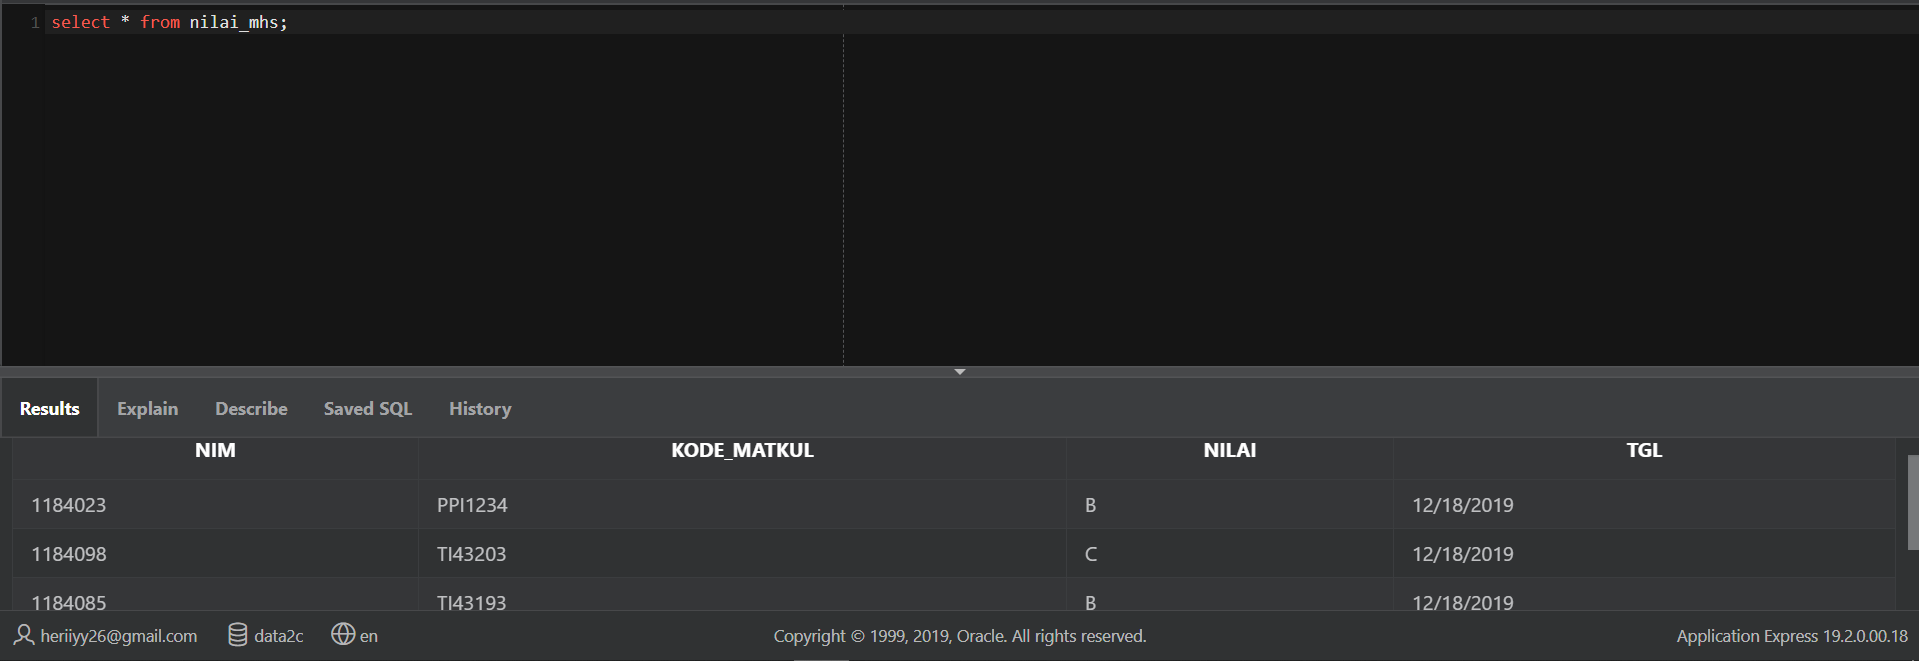 1 select * from nilai_mhs;
Results Explain Describe Saved SQL History
NIM KODE_MATKUL NILAI TGL
1184023 PPI1234 B 12/18/2019
1184098 TI43203 C 12/18/2019
1184085 TI43193 B 12/18/2019
heriiyy26@gmail.com data2c en Copyright © 1999, 2019, Oracle. All rights reserved. Application Express 19.2.0.00.18